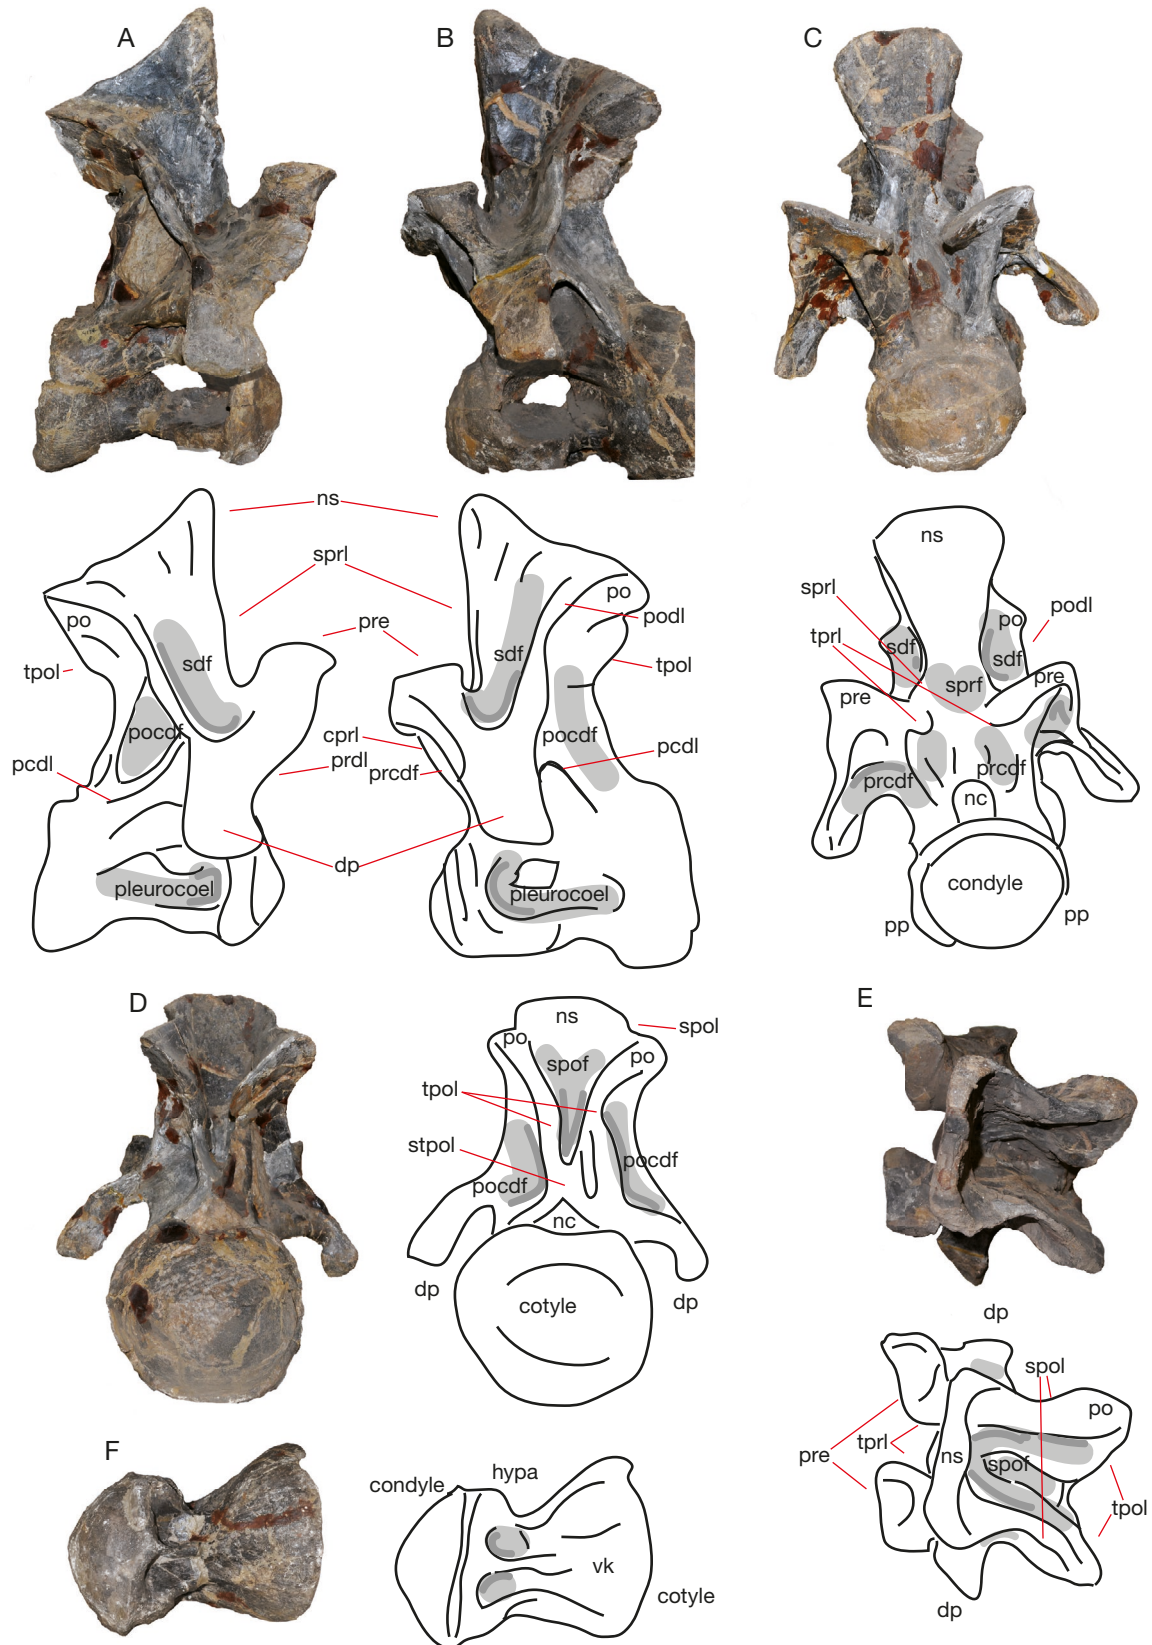 A
B
C
ns
sprl
po
sdf
pre
tpol
pocdf
pcdl
prdl
cprl
prcdf
dp
pleurocoel
sdf
po
podl
tpol
pocdf
pcdl
pleurocoel
ns
sprl
tprl
sdf
po
podl
sdf
sprf
pre
pre
prcdf
prcdf
nc
condyle
pp
pp
D
ns
spol
po
po
spof
tpol
stpol
pocdf
pocdf
nc
dp
dp
cotyle
E
dp
spol
po
pre
tprl
ns
spof
tpol
dp
F
condyle
hypa
vk
cotyle